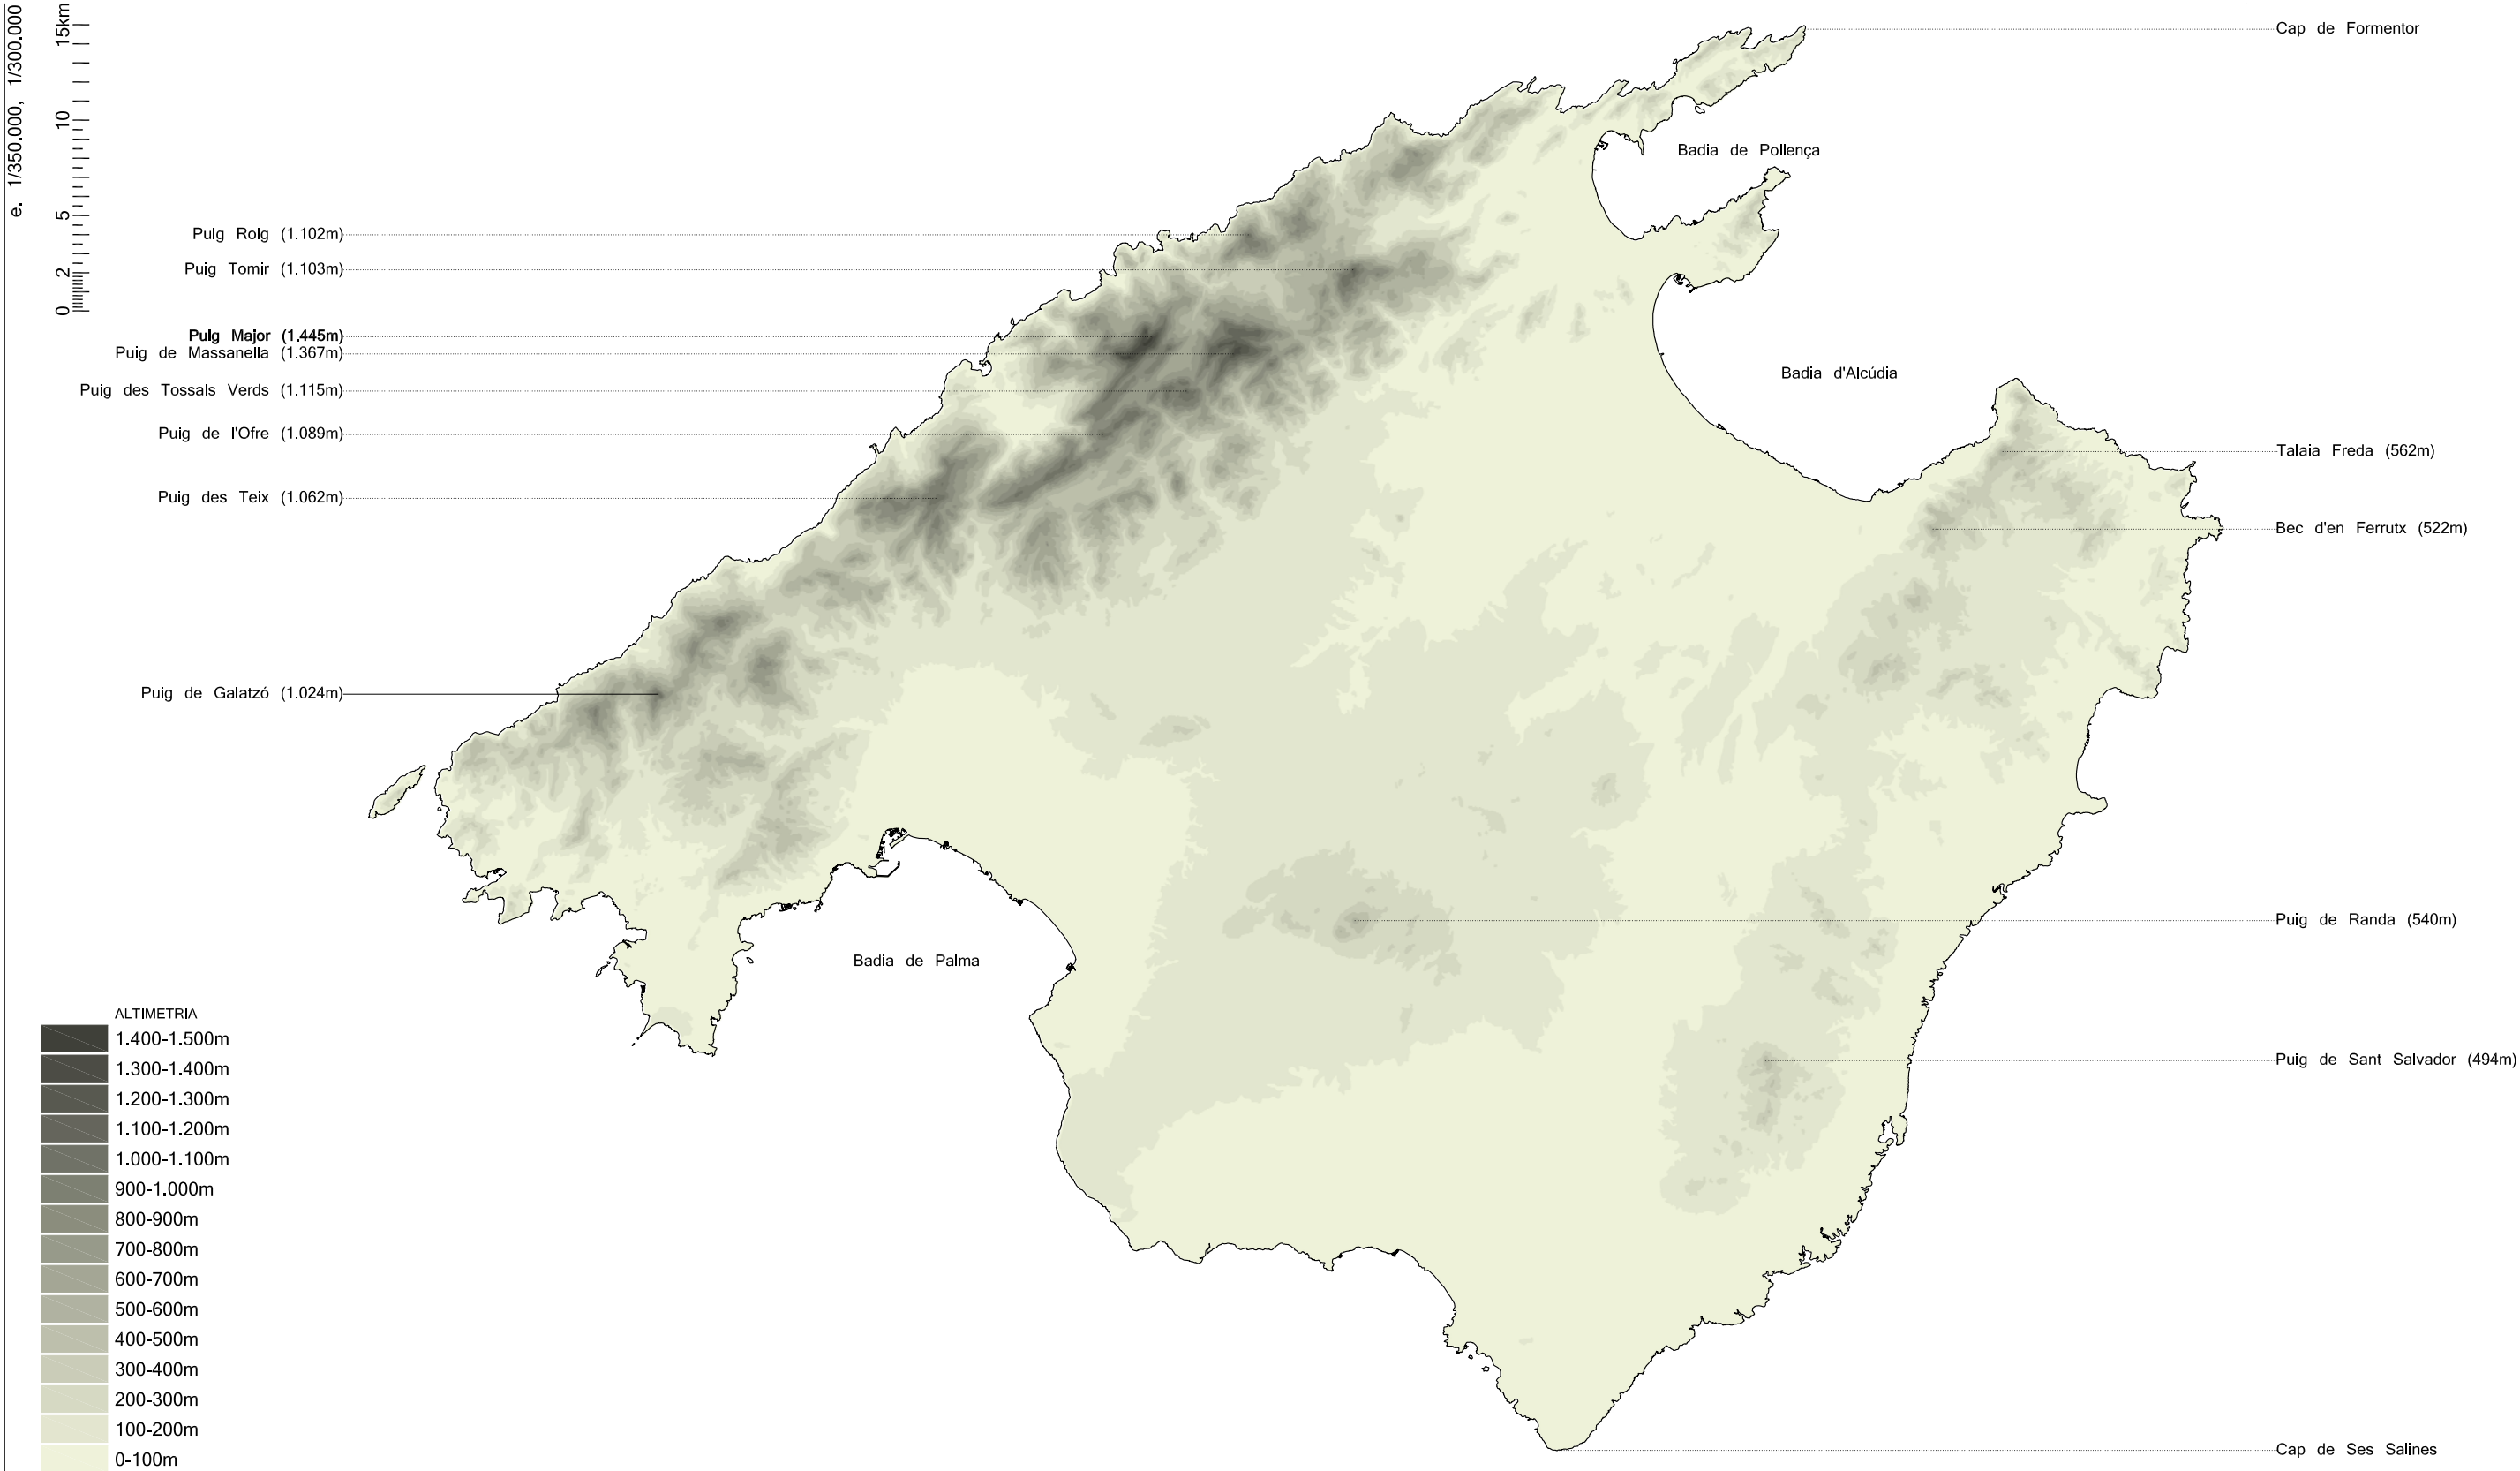 e. 1/350.000, 1/300.000
15km
10
5
2
0
Cap de Formentor
Badia de Pollença
Puig Roig (1.102m)
Puig Tomir (1.103m)
Puig Major (1.445m)
Puig de Massanella (1.367m)
Badia d'Alcúdia
Puig des Tossals Verds (1.115m)
Puig de l'Ofre (1.089m)
Talaia Freda (562m)
Puig des Teix (1.062m)
Bec d'en Ferrutx (522m)
Puig de Galatzó (1.024m)
Puig de Randa (540m)
Badia de Palma
Puig de Sant Salvador (494m)
Cap de Ses Salines
ALTIMETRIA
1.400-1.500m
1.300-1.400m
1.200-1.300m
1.100-1.200m
1.000-1.100m
900-1.000m
800-900m
700-800m
600-700m
500-600m
400-500m
300-400m
200-300m
100-200m
0-100m